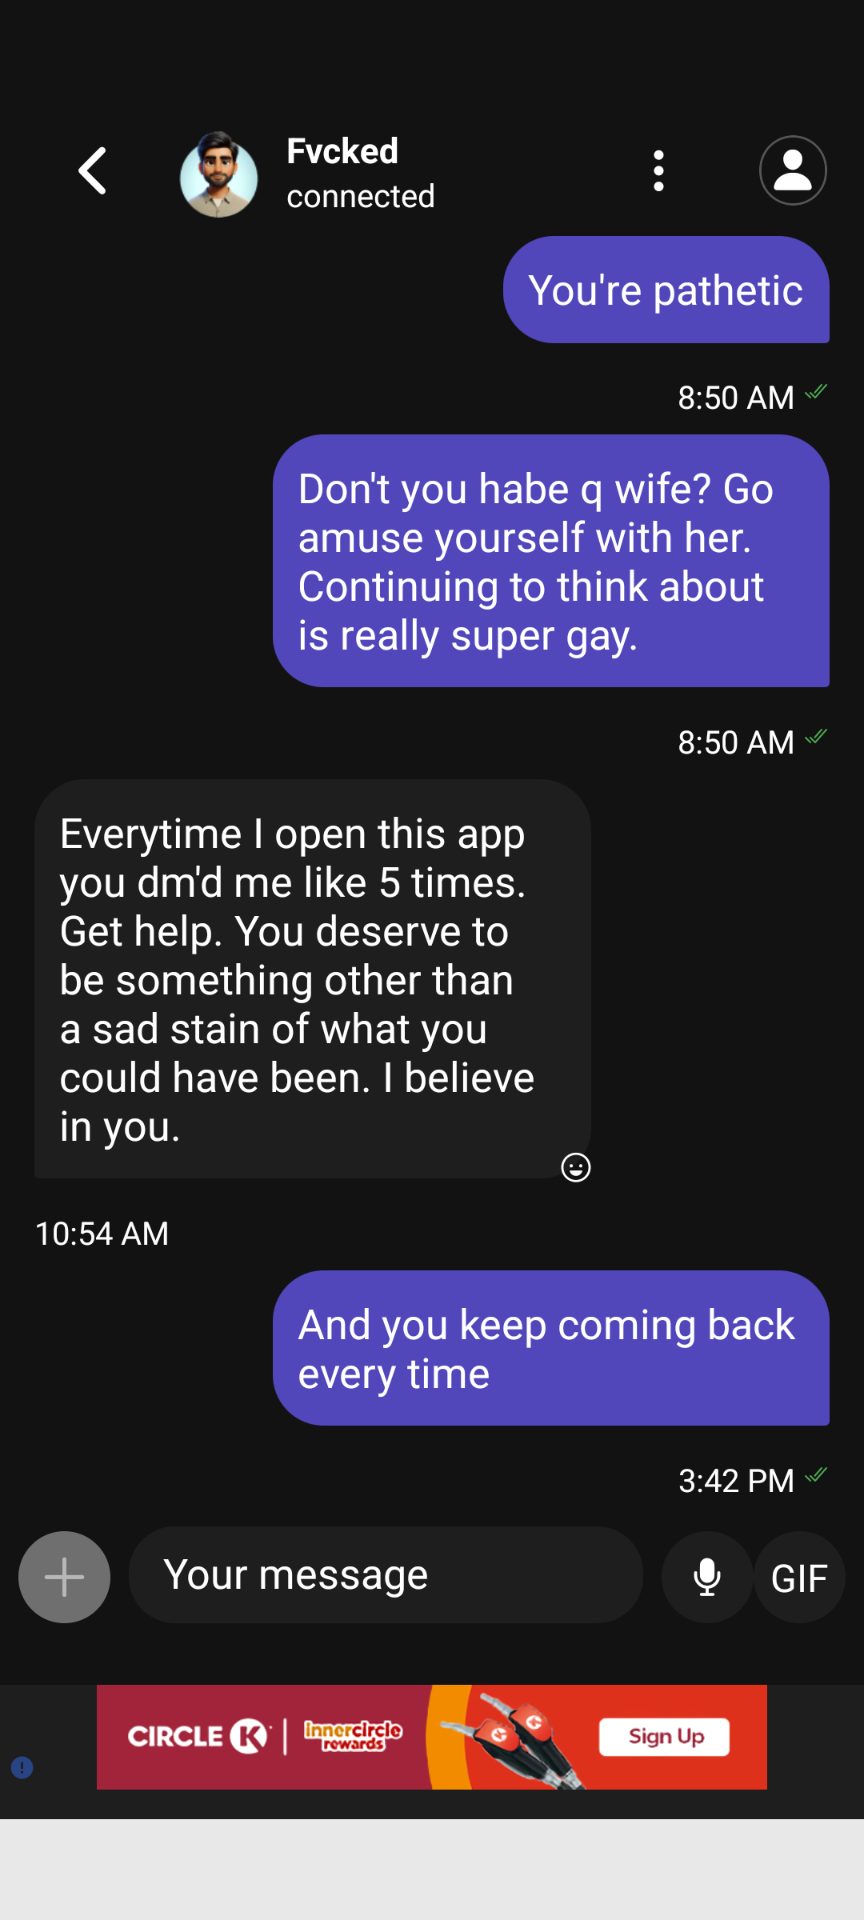 Fvcked
connected
You're pathetic
8:50 AM
Don't you habe q wife? Go
amuse yourself with her.
Continuing to think about
is really super gay.
8:50 AM
Everytime I open this app
you dm'd me like 5 times.
Get help. You deserve to
be something other than
a sad stain of what you
could have been. I believe
in you.
10:54 AM
And you keep coming back
every time
3:42 PM
Your message
GIF
CIRCLE K
innercircle
rewards
Sign Up